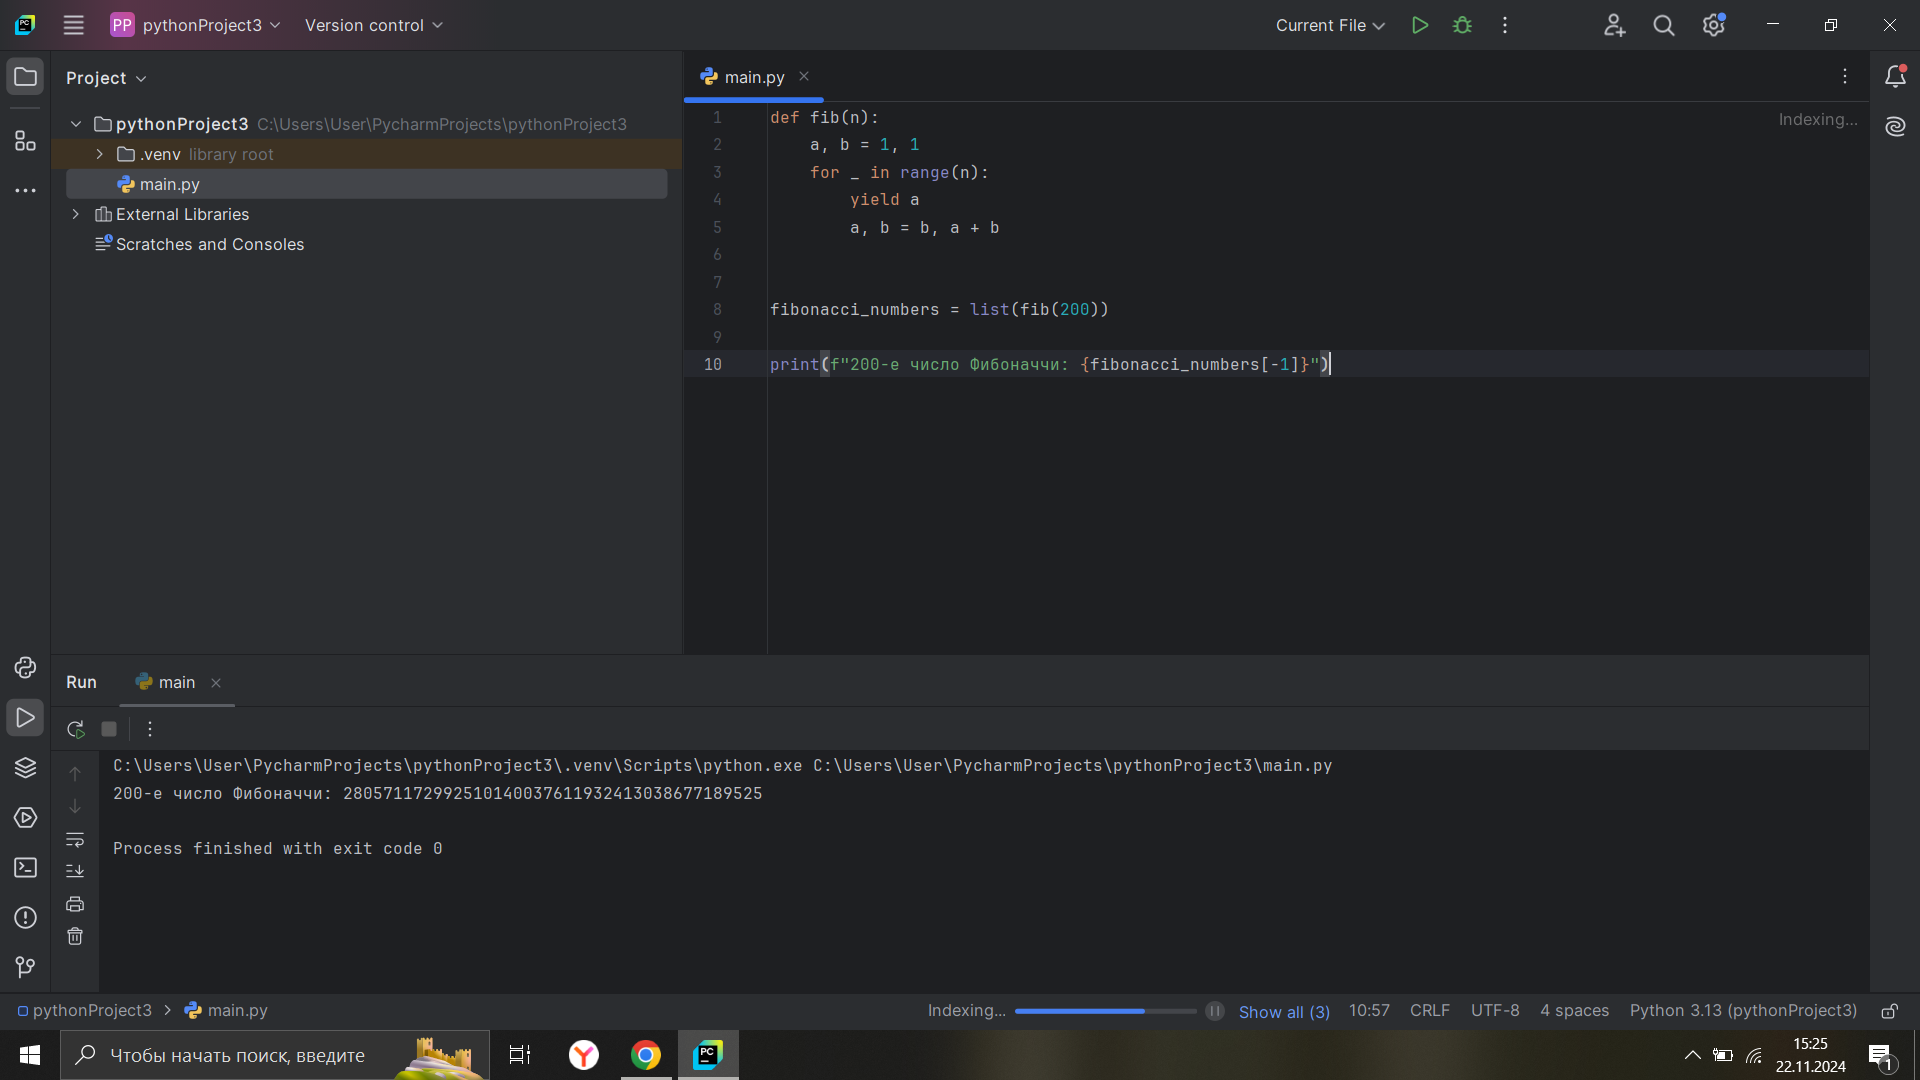 PP pythonProject3 Version control Current File
Project
main.py
pythonProject3 C:\Users\User\PycharmProjects\pythonProject3
.venv library root
main.py
External Libraries
Scratches and Consoles
1 def fib(n):
Indexing...
2 a, b = 1, 1
3 for _ in range(n):
4 yield a
5 a, b = b, a + b
6
7
8 fibonacci_numbers = list(fib(200))
9
10 print(f"200-е число Фибоначчи: {fibonacci_numbers[-1]}")
Run main
C:\Users\User\PycharmProjects\pythonProject3\.venv\Scripts\python.exe C:\Users\User\PycharmProjects\pythonProject3\main.py
200-е число Фибоначчи: 280571172992510140037611932413038677189525
Process finished with exit code 0
pythonProject3 > main.py Indexing... Show all (3) 10:57 CRLF UTF-8 4 spaces Python 3.13 (pythonProject3)
Чтобы начать поиск, введите
PC
15:25
22.11.2024
1